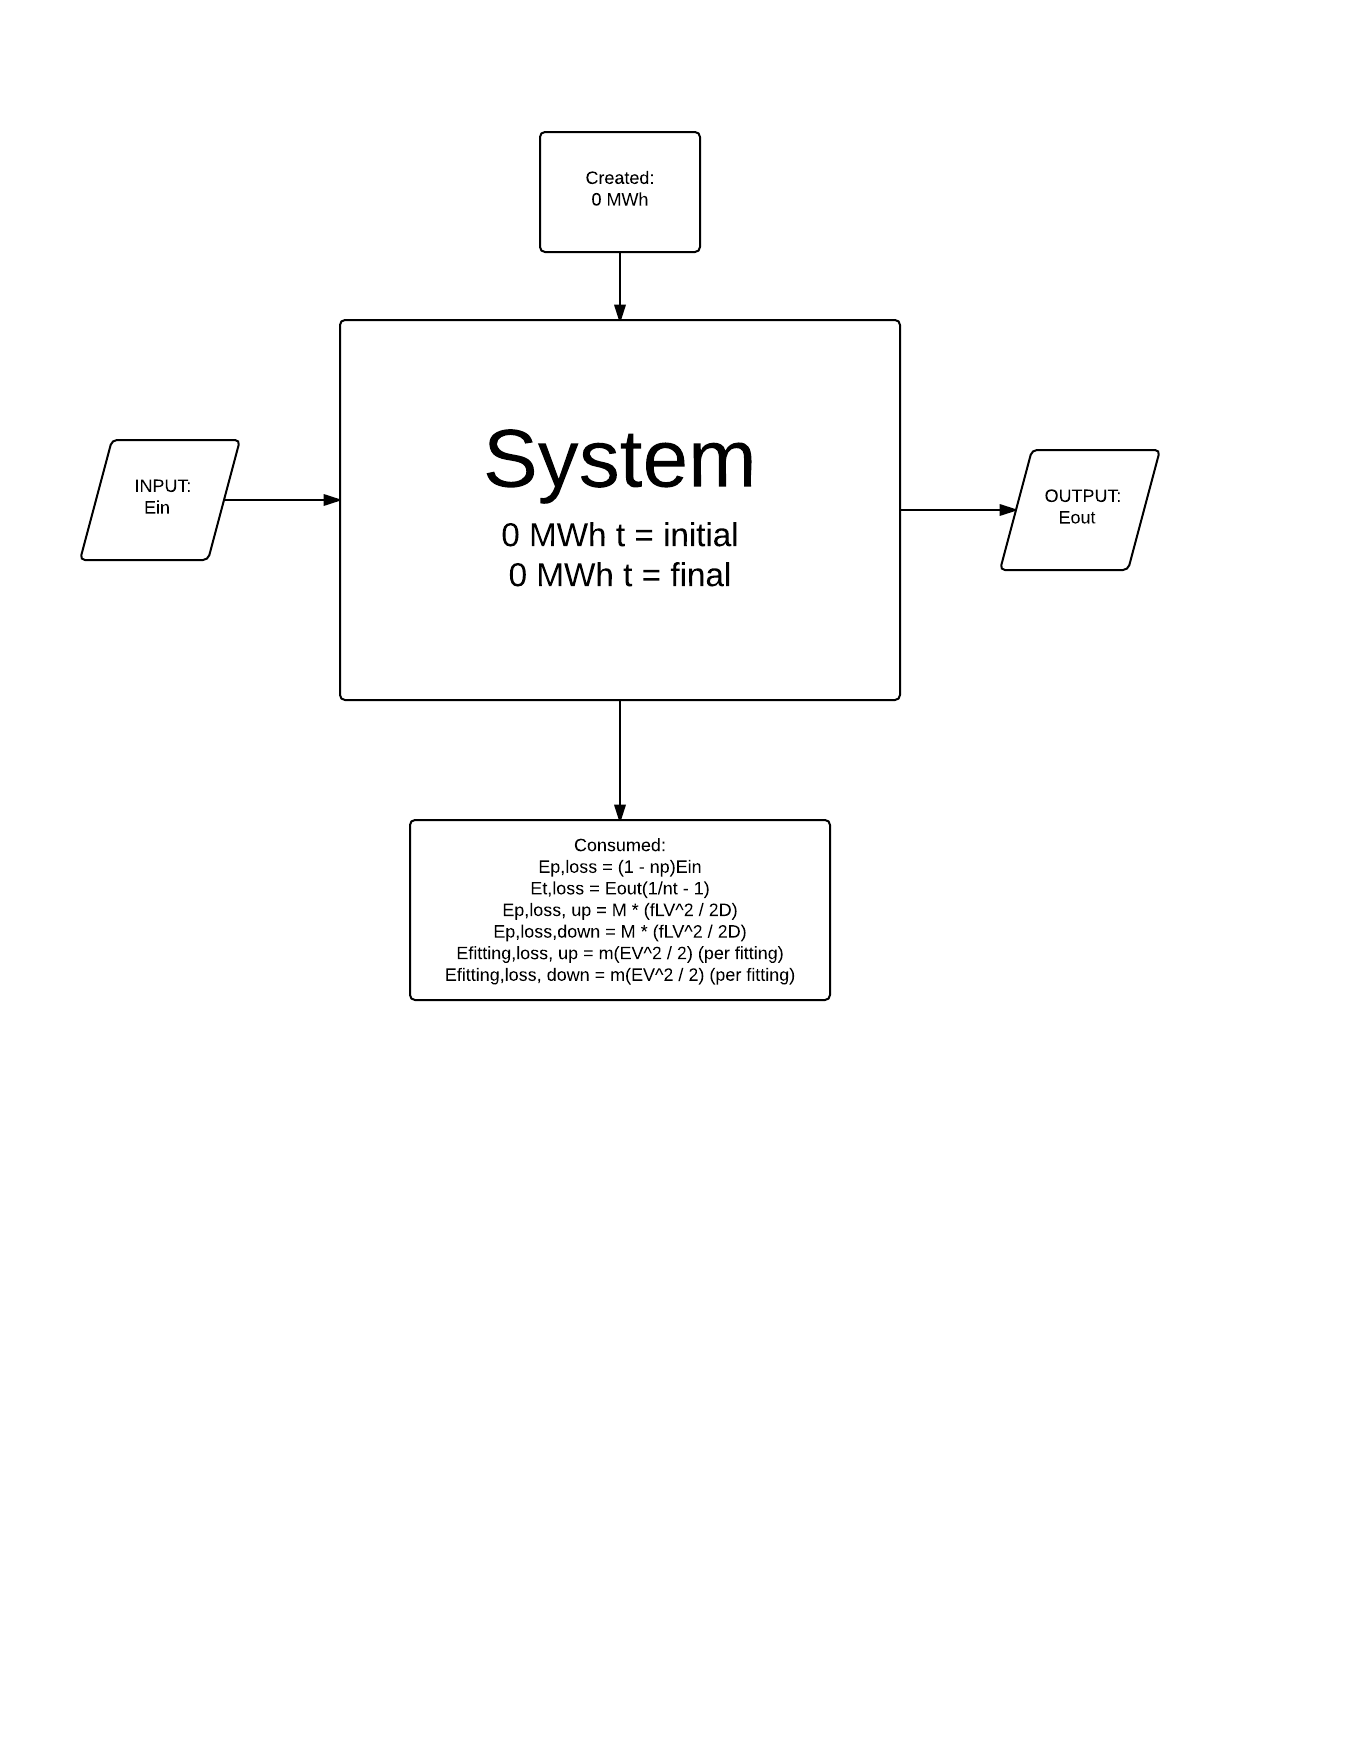 Created:
0 MWh
System
0 MWh t = initial
0 MWh t = final
INPUT:
Ein
OUTPUT:
Eout
Consumed:
Ep,loss = (1 - np)Ein
Et,loss = Eout(1/nt - 1)
Ep,loss, up = M * (fLV^2 / 2D)
Ep,loss,down = M * (fLV^2 / 2D)
Efitting,loss, up = m(EV^2 / 2) (per fitting)
Efitting,loss, down = m(EV^2 / 2) (per fitting)